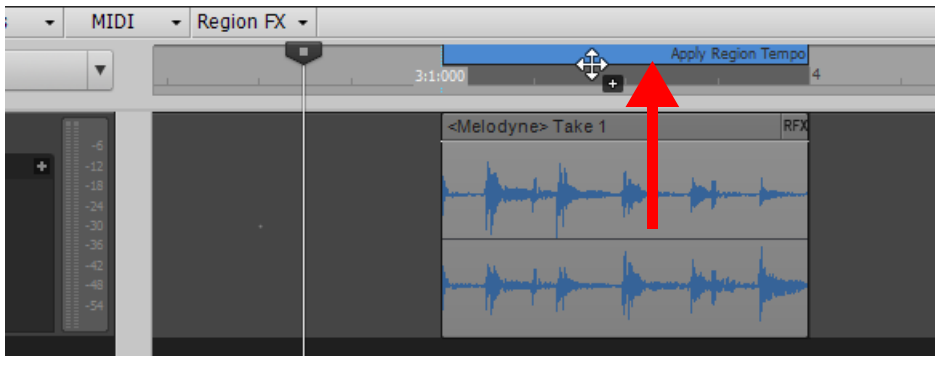 MIDI
Region FX
Apply Region Tempo
3:1:000
4
<Melodyne> Take 1
RFX
-6
-12
-18
-24
-30
-36
-42
-48
-54